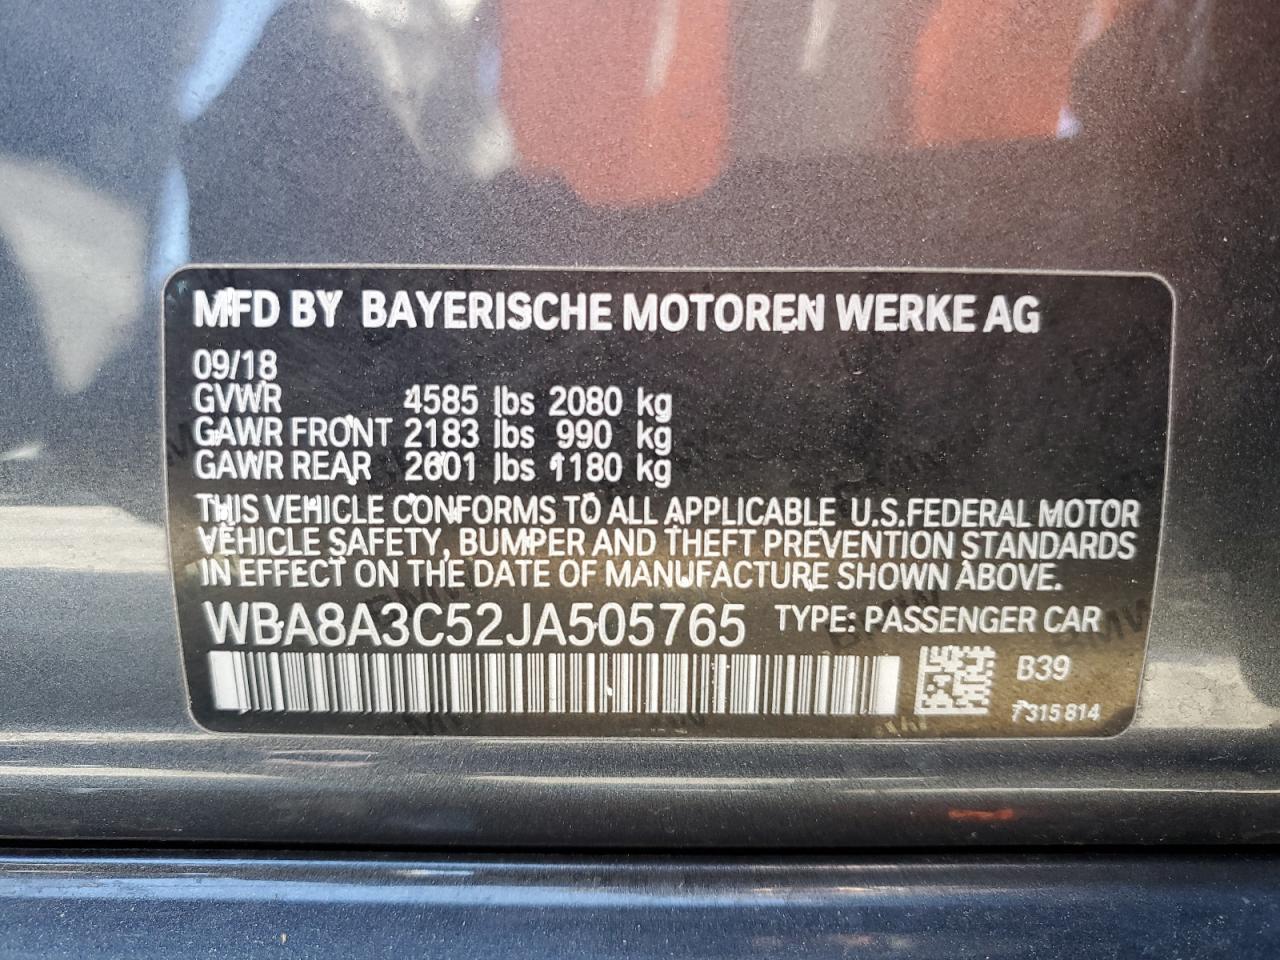 MFD BY BAYERISCHE MOTOREN WERKE AG
09/18
GVWR 4585 lbs 2080 kg
GAWR FRONT 2183 lbs 990 kg
GAWR REAR 2601 lbs 1180 kg
THIS VEHICLE CONFORMS TO ALL APPLICABLE U.S.FEDERAL MOTOR
VEHICLE SAFETY, BUMPER AND THEFT PREVENTION STANDARDS
IN EFFECT ON THE DATE OF MANUFACTURE SHOWN ABOVE.
WBA8A3C52JA505765 TYPE: PASSENGER CAR
B39
7315814